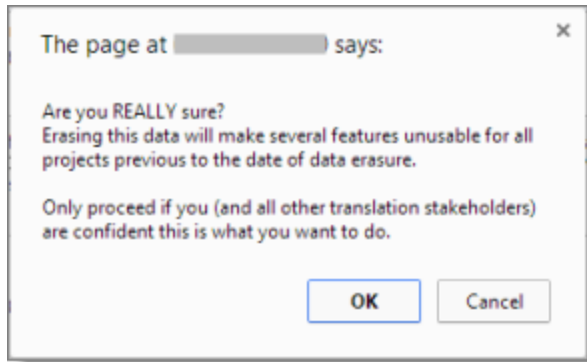 The page at says:
Are you REALLY sure?
Erasing this data will make several features unusable for all
projects previous to the date of data erasure.
Only proceed if you (and all other translation stakeholders)
are confident this is what you want to do.
OK Cancel